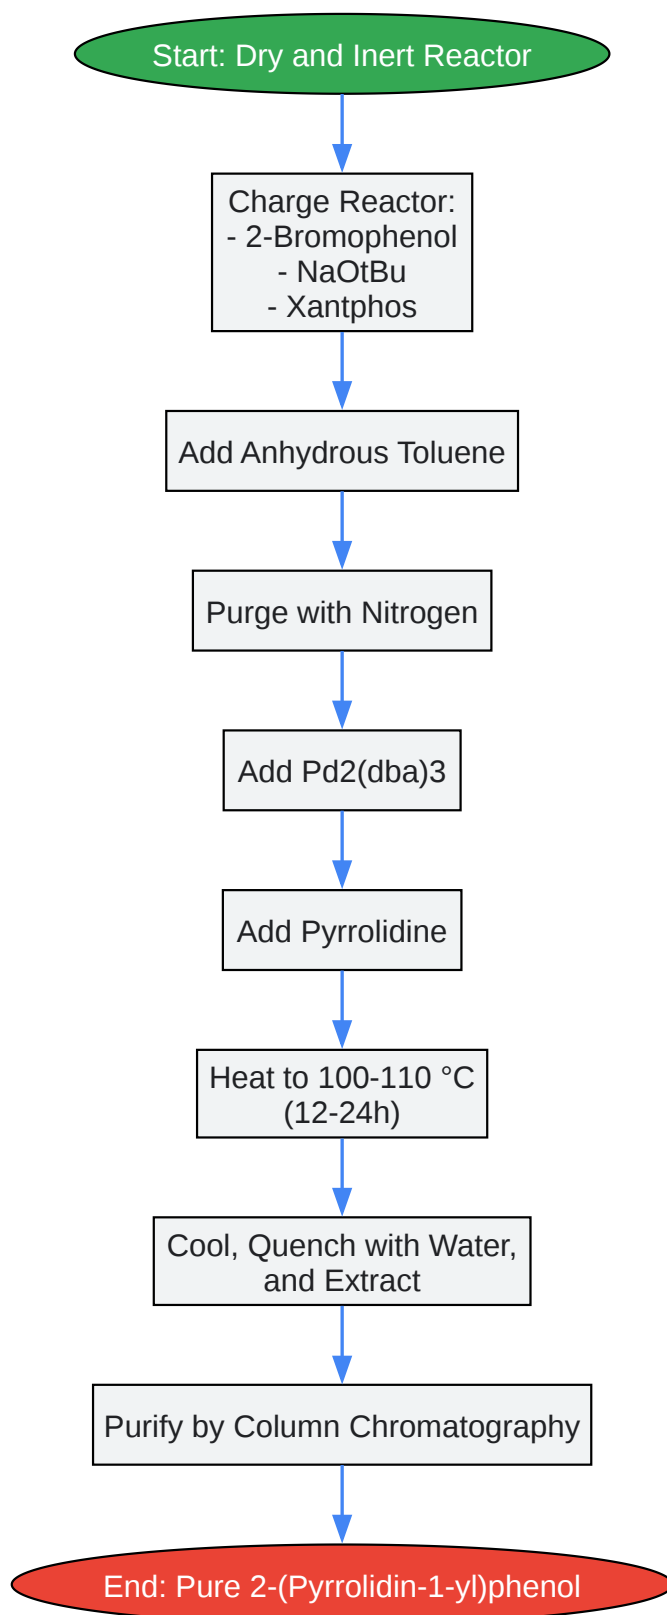 Start: Dry and Inert Reactor
Charge Reactor:
- 2-Bromophenol
- NaOtBu
- Xantphos
Add Anhydrous Toluene
Purge with Nitrogen
Add Pd2(dba)3
Add Pyrrolidine
Heat to 100-110 °C
(12-24h)
Cool, Quench with Water,
and Extract
Purify by Column Chromatography
End: Pure 2-(Pyrrolidin-1-yl)phenol